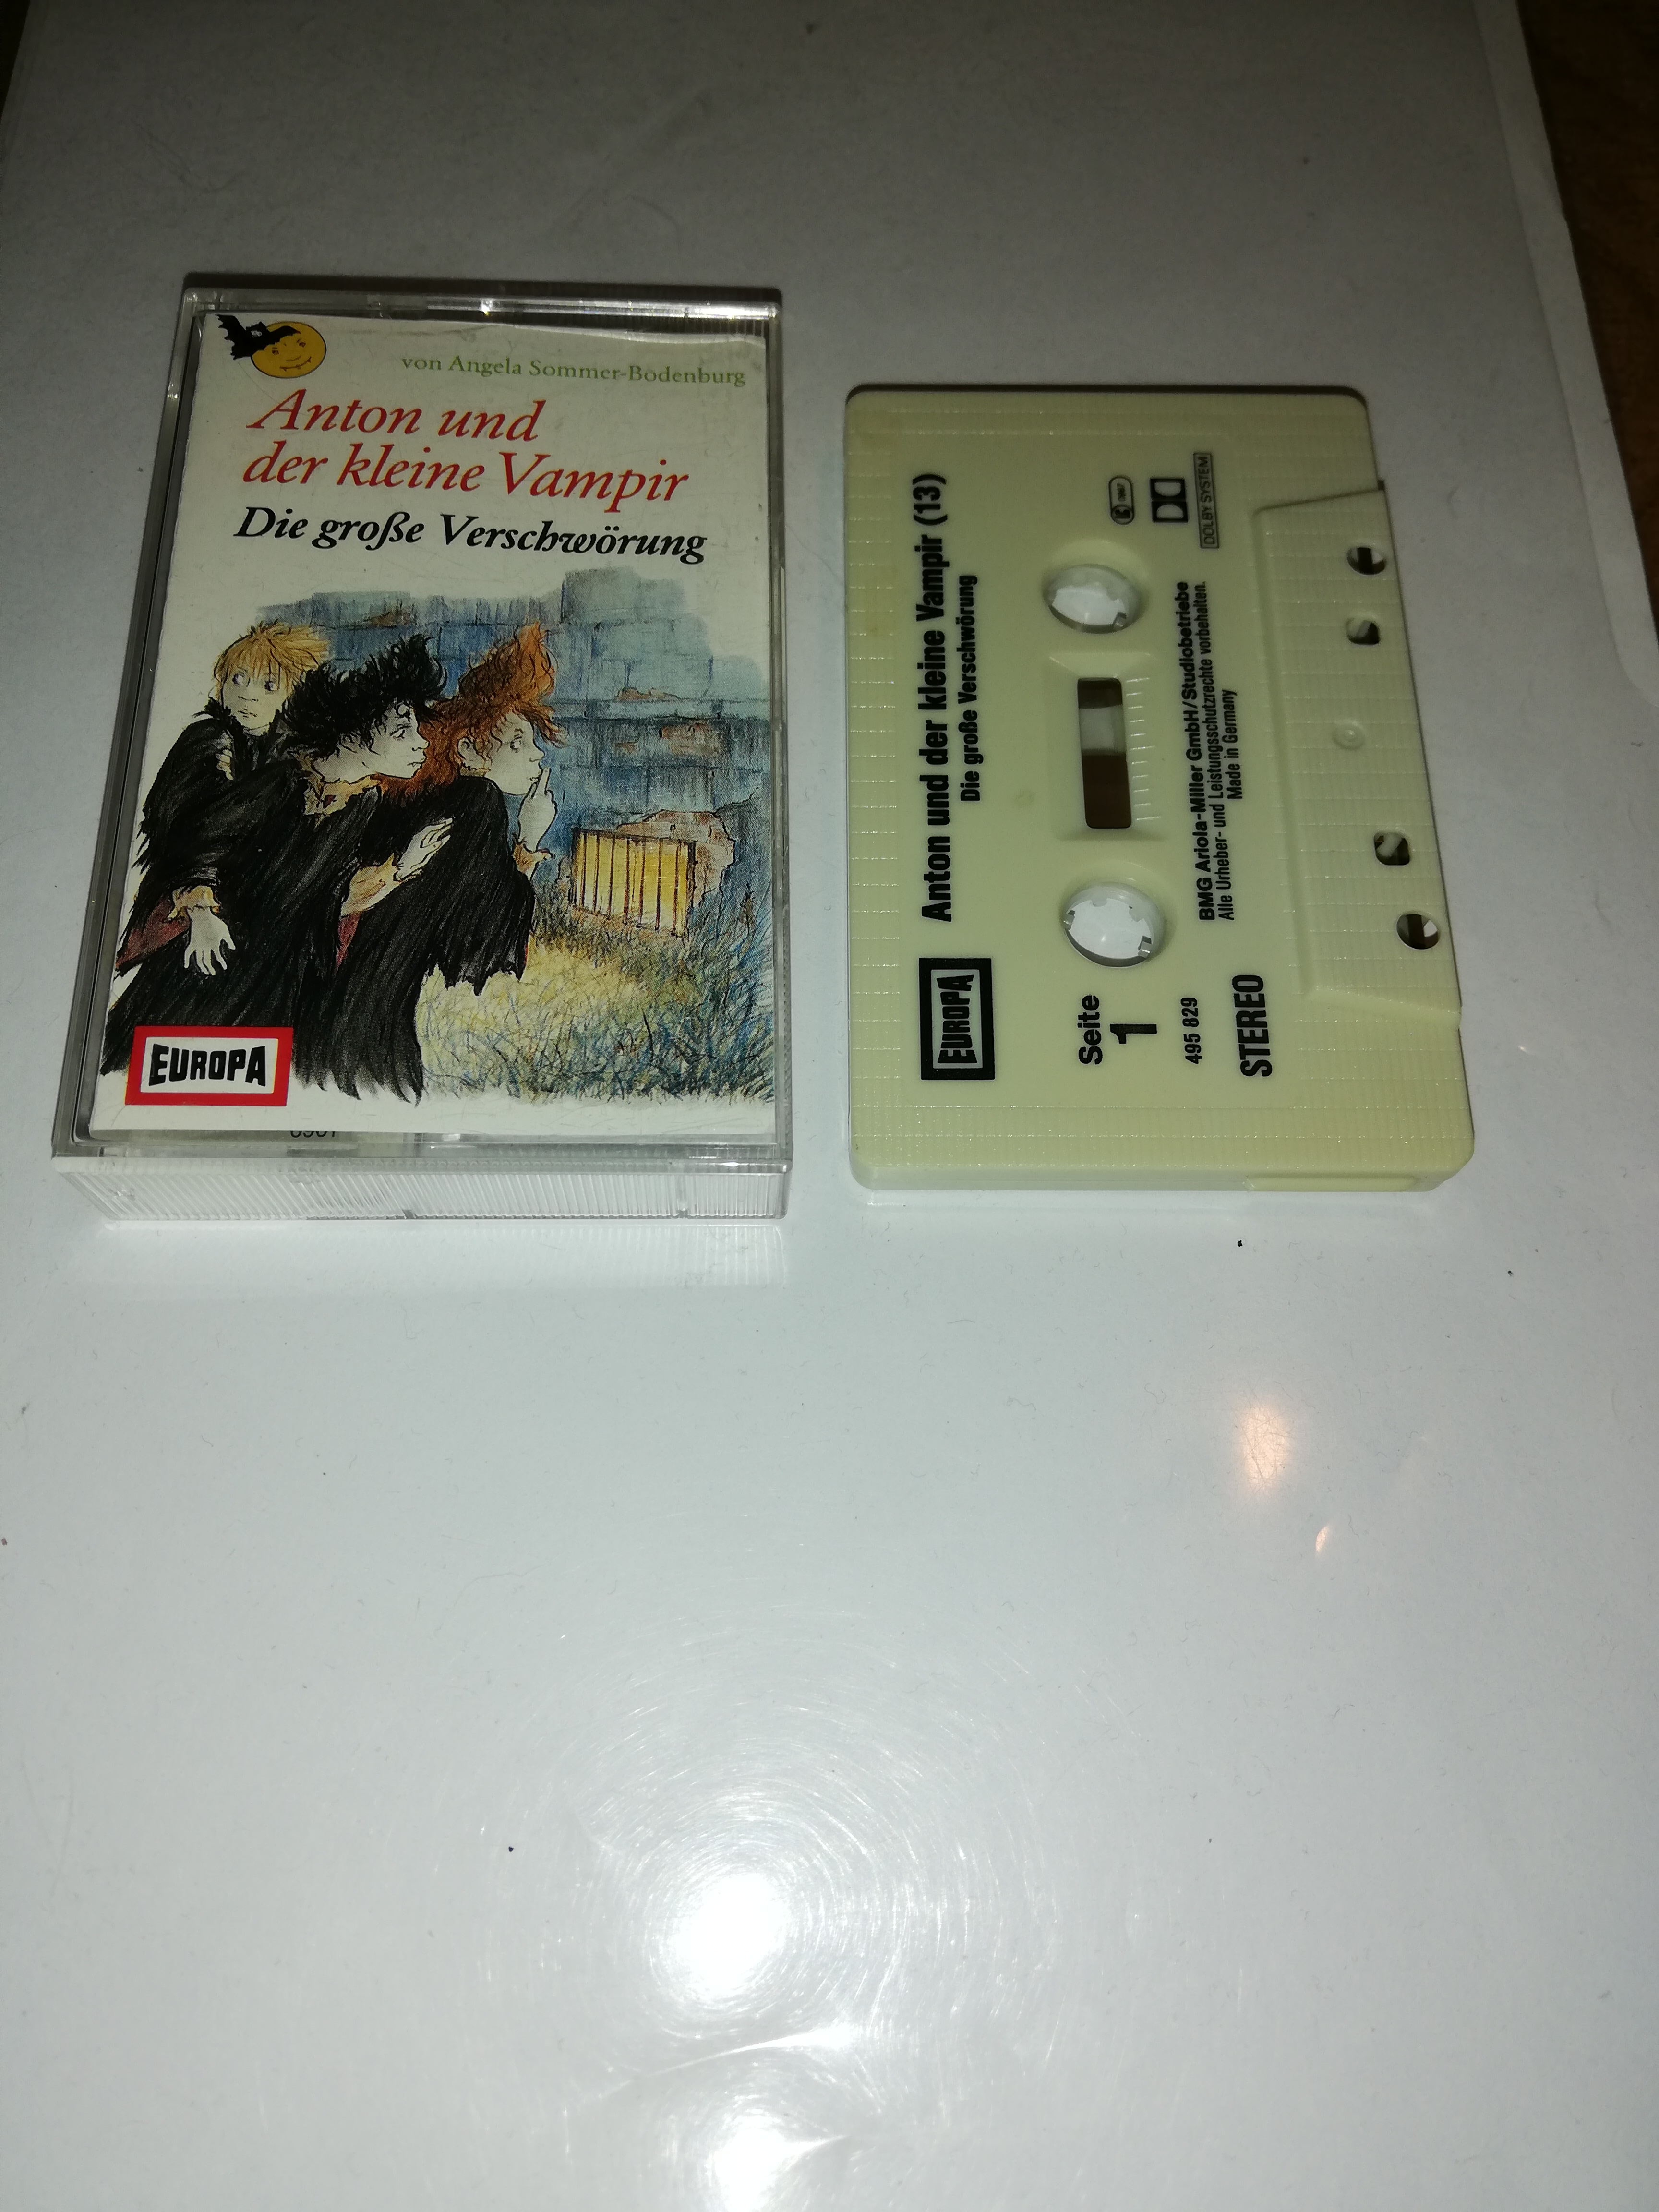 von Angela Sommer-Bodenburg
Anton und
der kleine Vampir
Die große Verschwörung
EUROPA
EUROPA
Anton und der kleine Vampir (13)
Die große Verschwörung
Seite
1
495 829
STEREO
BMG Ariola-Miller GmbH/Studiobetriebe
Alle Urheber- und Leistungsschutzrechte vorbehalten.
Made in Germany
DOLBY SYSTEM